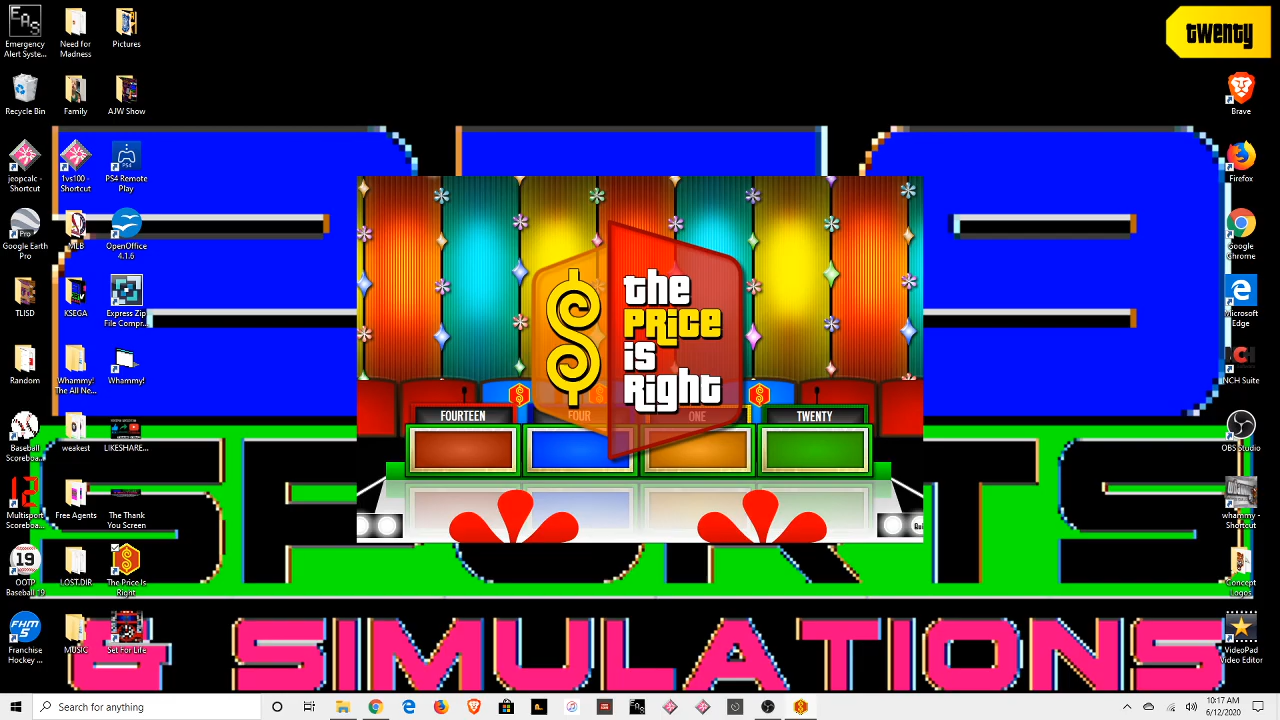 twenty
Emergency
Alert Syste...
Need for
Madness
Pictures
Recycle Bin
Family
AJW Show
Brave
jeopcalc -
Shortcut
1vs100 -
Shortcut
PS4 Remote
Play
Firefox
Google Earth
Pro
MLB
OpenOffice
4.1.6
Google
Chrome
TLISD
KSEGA
Express Zip
File Compr...
Microsoft
Edge
Random
Whammy!
The All Ne...
Whammy!
NCH Suite
Baseball
Scoreboa...
weakest
LIKESHARE...
OBS Studio
Multisport
Scoreboa...
Free Agents
The Thank
You Screen
whammy -
Shortcut
OOTP
Baseball 19
LOST.DIR
The Price Is
Right
Concept
Logos
Franchise
Hockey ...
MUSIC
Set For Life
VideoPad
Video Editor
the
PRiCE
is
Right
FOURTEEN
FOUR
ONE
TWENTY
SPORTS
& SIMULATIONS
Search for anything
10:17 AM
6/12/2020